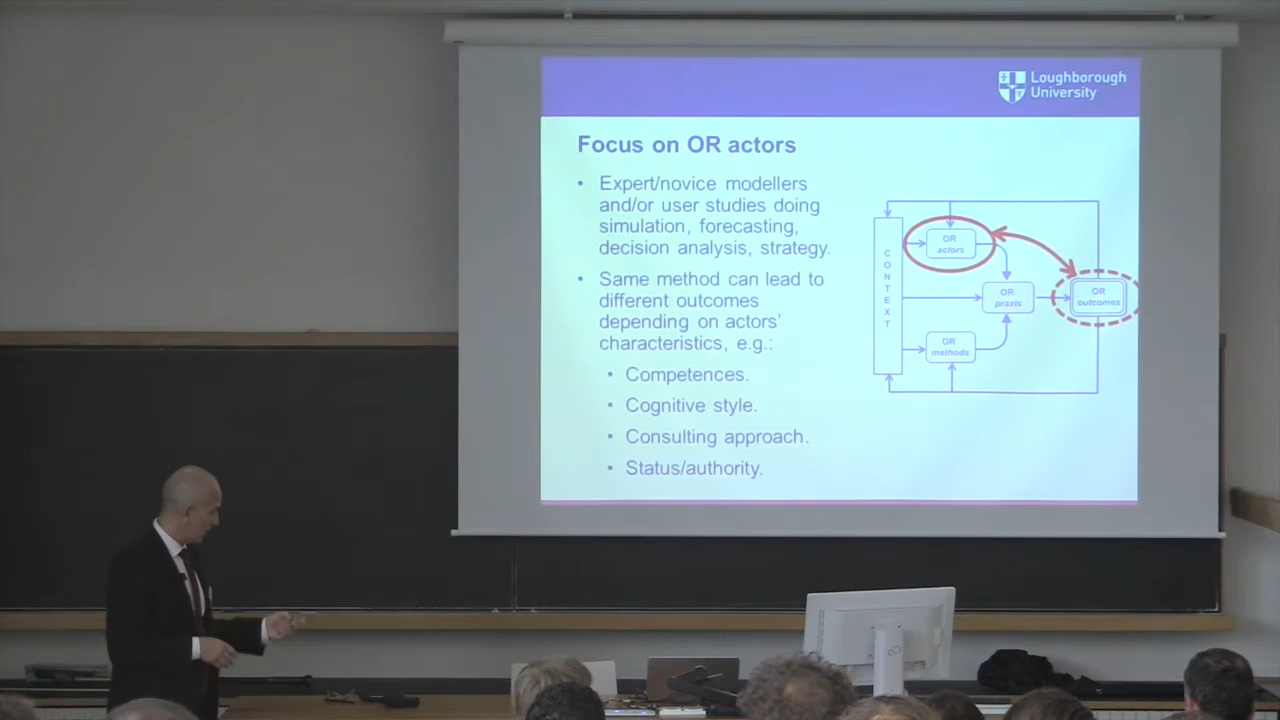 Loughborough
University
Focus on OR actors
• Expert/novice modellers
and/or user studies doing
simulation, forecasting,
decision analysis, strategy.
• Same method can lead to
different outcomes
depending on actors'
characteristics, e.g.:
• Competences.
• Cognitive style.
• Consulting approach.
• Status/authority.
CONTEXT
OR
actors
OR
praxis
OR
outcomes
OR
methods